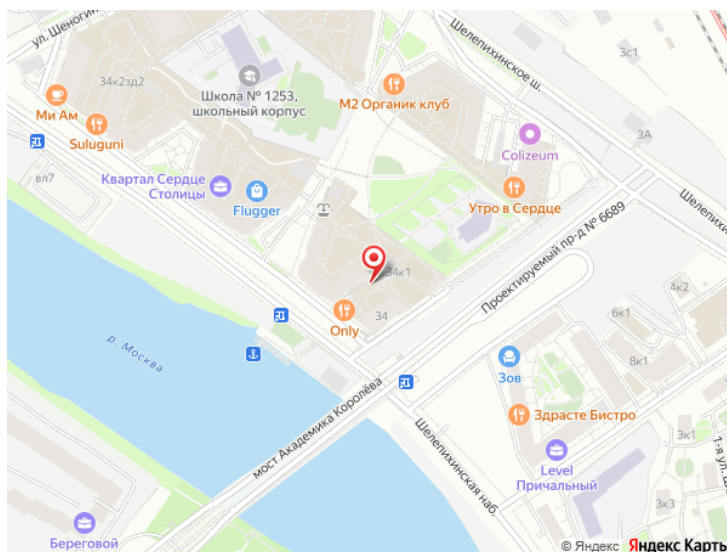 ул. Шеногин
34к2зд2
Ми Ам
Suluguni
Школа № 1253,
школьный корпус
М2 Органик клуб
Шелепихинское ш.
3с1
3А
Colizeum
вл7
Квартал Сердце
Столицы
Flugger
Утро в Сердце
Шелепихи
Проектируемый пр-д № 6689
34к1
34
Only
4к2
6к1
8к1
р. Москва
Зов
мост Академика Королёва
Здрасте Бистро
Шелепихинская наб.
Level
Причальный
3к1
3к3
1-я ул. Ш
Береговой
© Яндекс Яндекс Карты